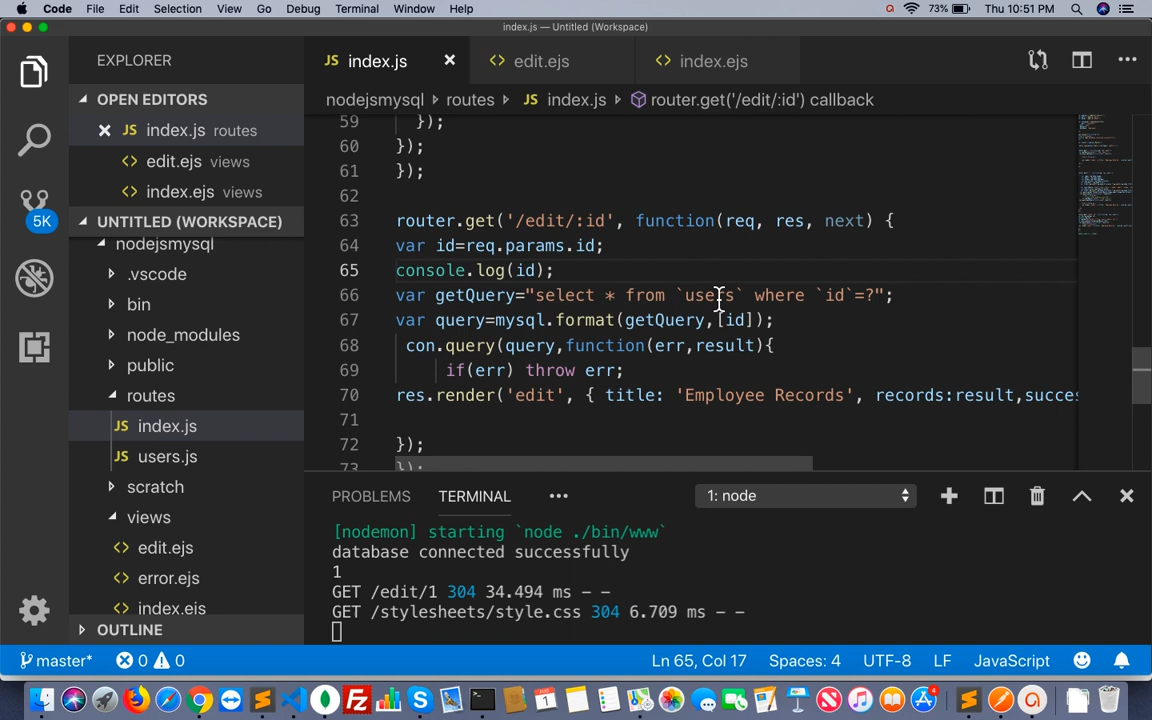 Code File Edit Selection View Go Debug Terminal Window Help 73% Thu 10:51 PM
index.js — Untitled (Workspace)
EXPLORER
OPEN EDITORS
index.js routes
edit.ejs views
index.ejs views
5K
UNTITLED (WORKSPACE)
nodejsmysql
.vscode
bin
node_modules
public
routes
JS index.js
JS users.js
scratch
views
edit.ejs
error.ejs
index.ejs
OUTLINE
JS index.js edit.ejs index.ejs
nodejsmysql routes JS index.js router.get('/edit/:id') callback
59 });
60 });
61 });
62
63 router.get('/edit/:id', function(req, res, next) {
64 var id=req.params.id;
65 console.log(id);
66 var getQuery="select * from `users` where `id`=?";
67 var query=mysql.format(getQuery,[id]);
68 con.query(query,function(err,result){
69 if(err) throw err;
70 res.render('edit', { title: 'Employee Records', records:result,succes
71
72 });
73 });
PROBLEMS TERMINAL ••• 1: node
[nodemon] starting `node ./bin/www`
database connected successfully
1
GET /edit/1 304 34.494 ms - -
GET /stylesheets/style.css 304 6.709 ms - -
master* 0 0 Ln 65, Col 17 Spaces: 4 UTF-8 LF JavaScript